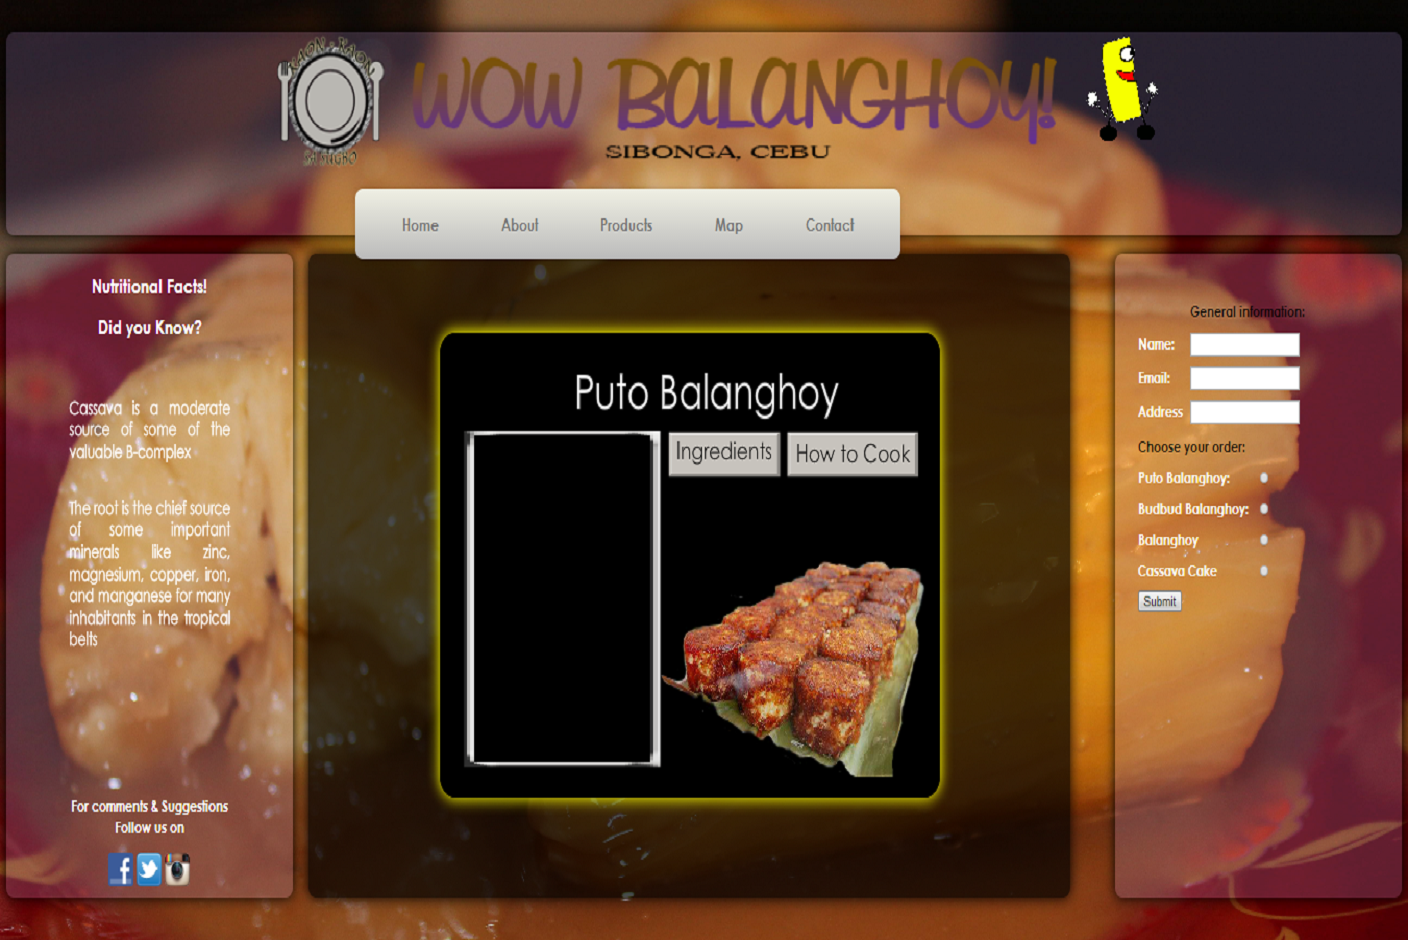 KAON - KAON
SA NEGRO
WOW BALANGHOY!
SIBONGA, CEBU
Home
About
Products
Map
Contact
Nutritional Facts!
Did you Know?
Cassava is a moderate
source of some of the
valuable B-complex
The root is the chief source
of some important
minerals like zinc,
magnesium, copper, iron,
and manganese for many
inhabitants in the tropical
belts
For comments & Suggestions
Follow us on
Puto Balanghoy
Ingredients
How to Cook
General information:
Name:
Email:
Address
Choose your order:
Puto Balanghoy:
Budbud Balanghoy:
Balanghoy
Cassava Cake
Submit